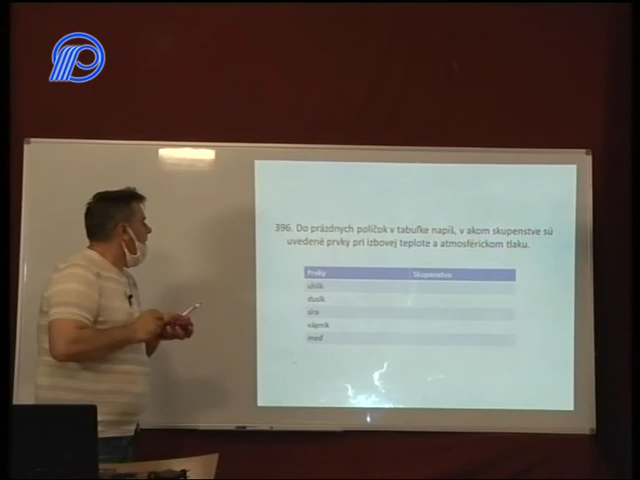 396. Do prázdnych políčok v tabuľke napíš, v akom skupenstve sú
uvedené prvky pri izbovej teplote a atmosférickom tlaku.
Prvky Skupenstvo
uhlík
dusík
síra
vápnik
meď